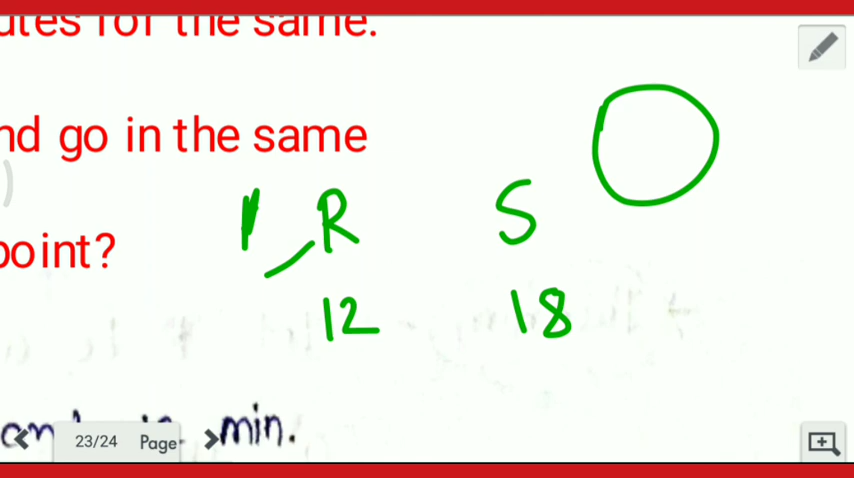 utes for the same.
nd go in the same
R S
point?
12 18
min.
23/24 Page